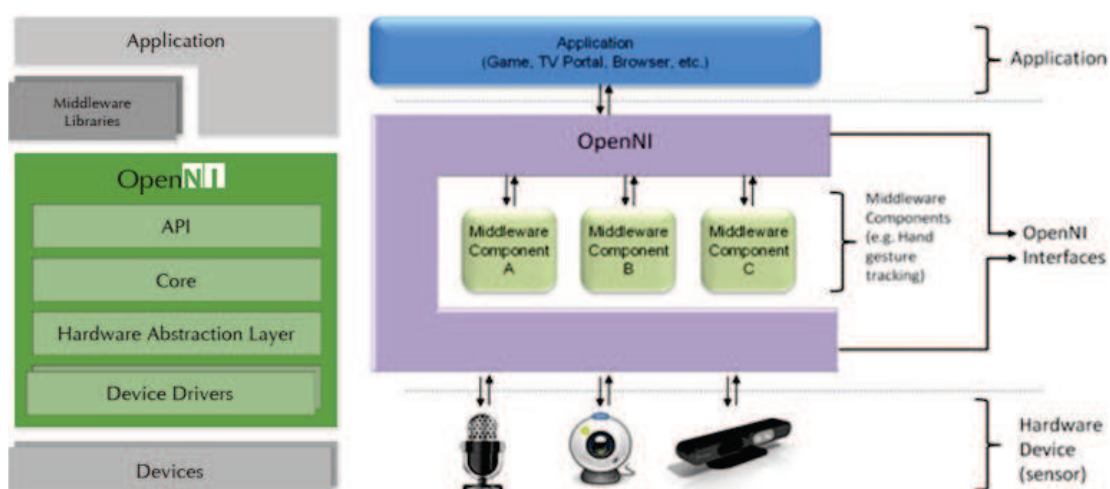 Application
Middleware
Libraries
OpenNI
API
Core
Hardware Abstraction Layer
Device Drivers
Devices
Application
(Game, TV Portal, Browser, etc.)
OpenNI
Middleware
Component
A
Middleware
Component
B
Middleware
Component
C
Application
Middleware
Components
(e.g. Hand
gesture
tracking)
OpenNI
Interfaces
Hardware
Device
(sensor)